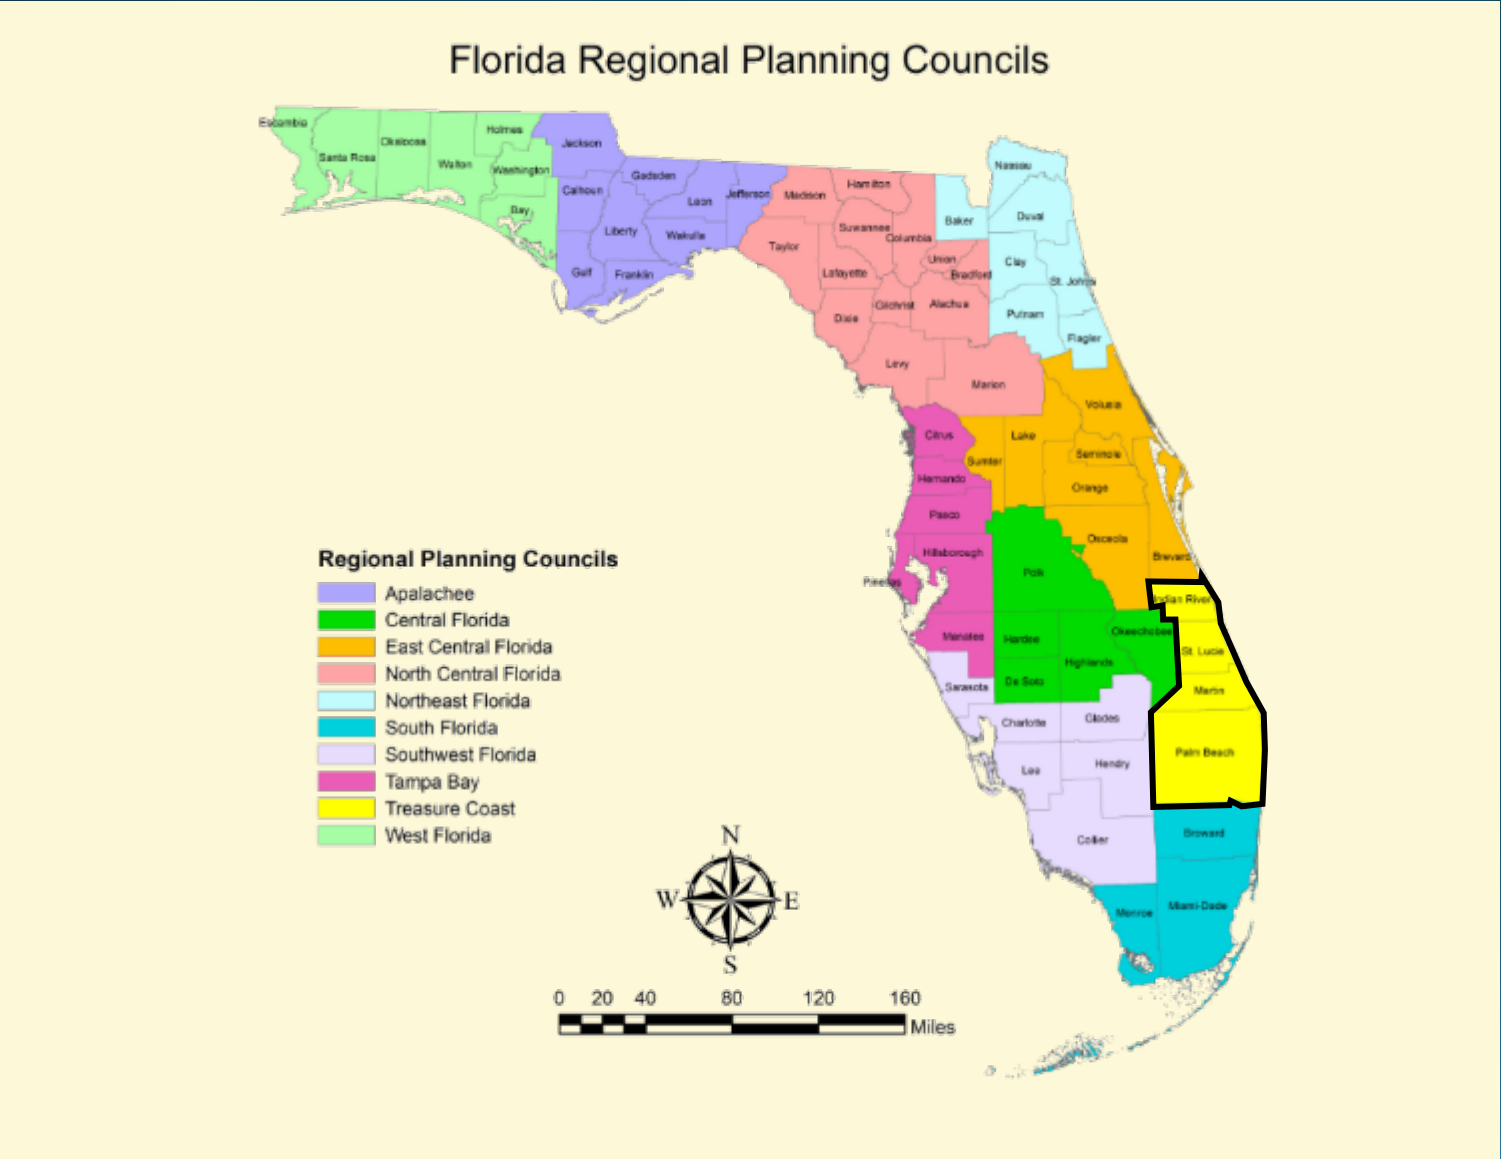 Florida Regional Planning Councils
Escambia
Santa Rosa
Okaloosa
Walton
Holmes
Washington
Bay
Jackson
Calhoun
Gulf
Gadsden
Liberty
Franklin
Leon
Wakulla
Jefferson
Madison
Taylor
Hamilton
Suwannee
Lafayette
Dixie
Columbia
Gilchrist
Union
Bradford
Alachua
Levy
Marion
Baker
Nassau
Duval
Clay
St. Johns
Putnam
Flagler
Volusia
Citrus
Sumter
Lake
Seminole
Hernando
Orange
Pasco
Osceola
Hillsborough
Brevard
Pinellas
Polk
Indian River
Manatee
Hardee
Okeechobee
Highlands
St. Lucie
Sarasota
De Soto
Martin
Charlotte
Glades
Lee
Hendry
Palm Beach
Collier
Broward
Monroe
Miami-Dade
Regional Planning Councils
Apalachee
Central Florida
East Central Florida
North Central Florida
Northeast Florida
South Florida
Southwest Florida
Tampa Bay
Treasure Coast
West Florida
N
W
E
S
0 20 40 80 120 160
Miles